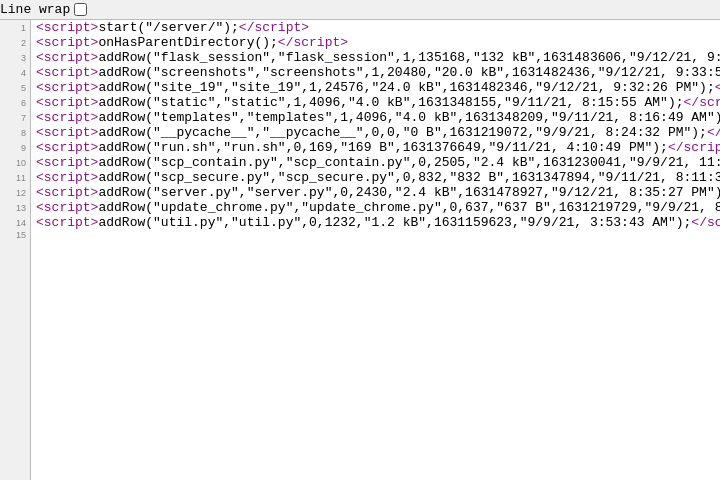 Line wrap
1 <script>start("/server/");</script>
2 <script>onHasParentDirectory();</script>
3 <script>addRow("flask_session","flask_session",1,135168,"132 kB",1631483606,"9/12/21, 9:
4 <script>addRow("screenshots","screenshots",1,20480,"20.0 kB",1631482436,"9/12/21, 9:33:5
5 <script>addRow("site_19","site_19",1,24576,"24.0 kB",1631482346,"9/12/21, 9:32:26 PM");<
6 <script>addRow("static","static",1,4096,"4.0 kB",1631348155,"9/11/21, 8:15:55 AM");</scr
7 <script>addRow("templates","templates",1,4096,"4.0 kB",1631348209,"9/11/21, 8:16:49 AM")
8 <script>addRow("__pycache__","__pycache__",0,0,"0 B",1631219072,"9/9/21, 8:24:32 PM");</
9 <script>addRow("run.sh","run.sh",0,169,"169 B",1631376649,"9/11/21, 4:10:49 PM");</scrip
10 <script>addRow("scp_contain.py","scp_contain.py",0,2505,"2.4 kB",1631230041,"9/9/21, 11:
11 <script>addRow("scp_secure.py","scp_secure.py",0,832,"832 B",1631347894,"9/11/21, 8:11:3
12 <script>addRow("server.py","server.py",0,2430,"2.4 kB",1631478927,"9/12/21, 8:35:27 PM")
13 <script>addRow("update_chrome.py","update_chrome.py",0,637,"637 B",1631219729,"9/9/21, 8
14 <script>addRow("util.py","util.py",0,1232,"1.2 kB",1631159623,"9/9/21, 3:53:43 AM");</sc
15